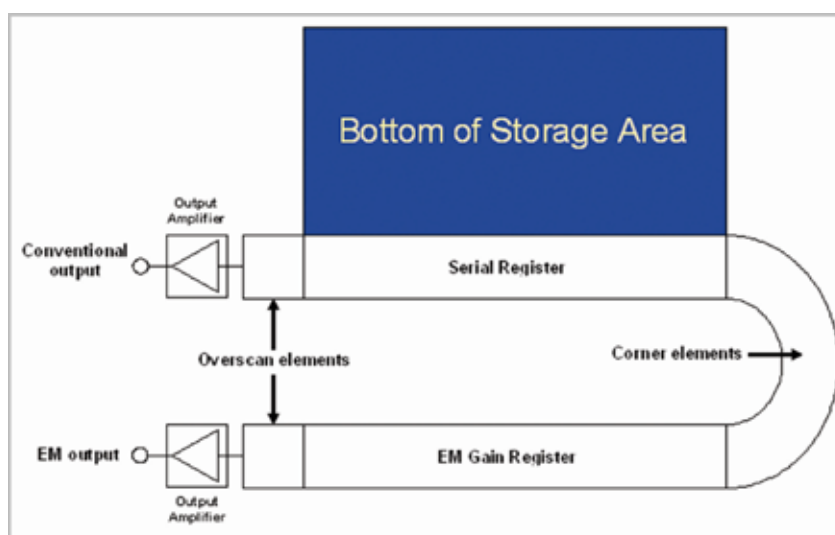 Bottom of Storage Area
Output
Amplifier
Conventional
output
Serial Register
Overscan elements
Corner elements
EM output
EM Gain Register
Output
Amplifier